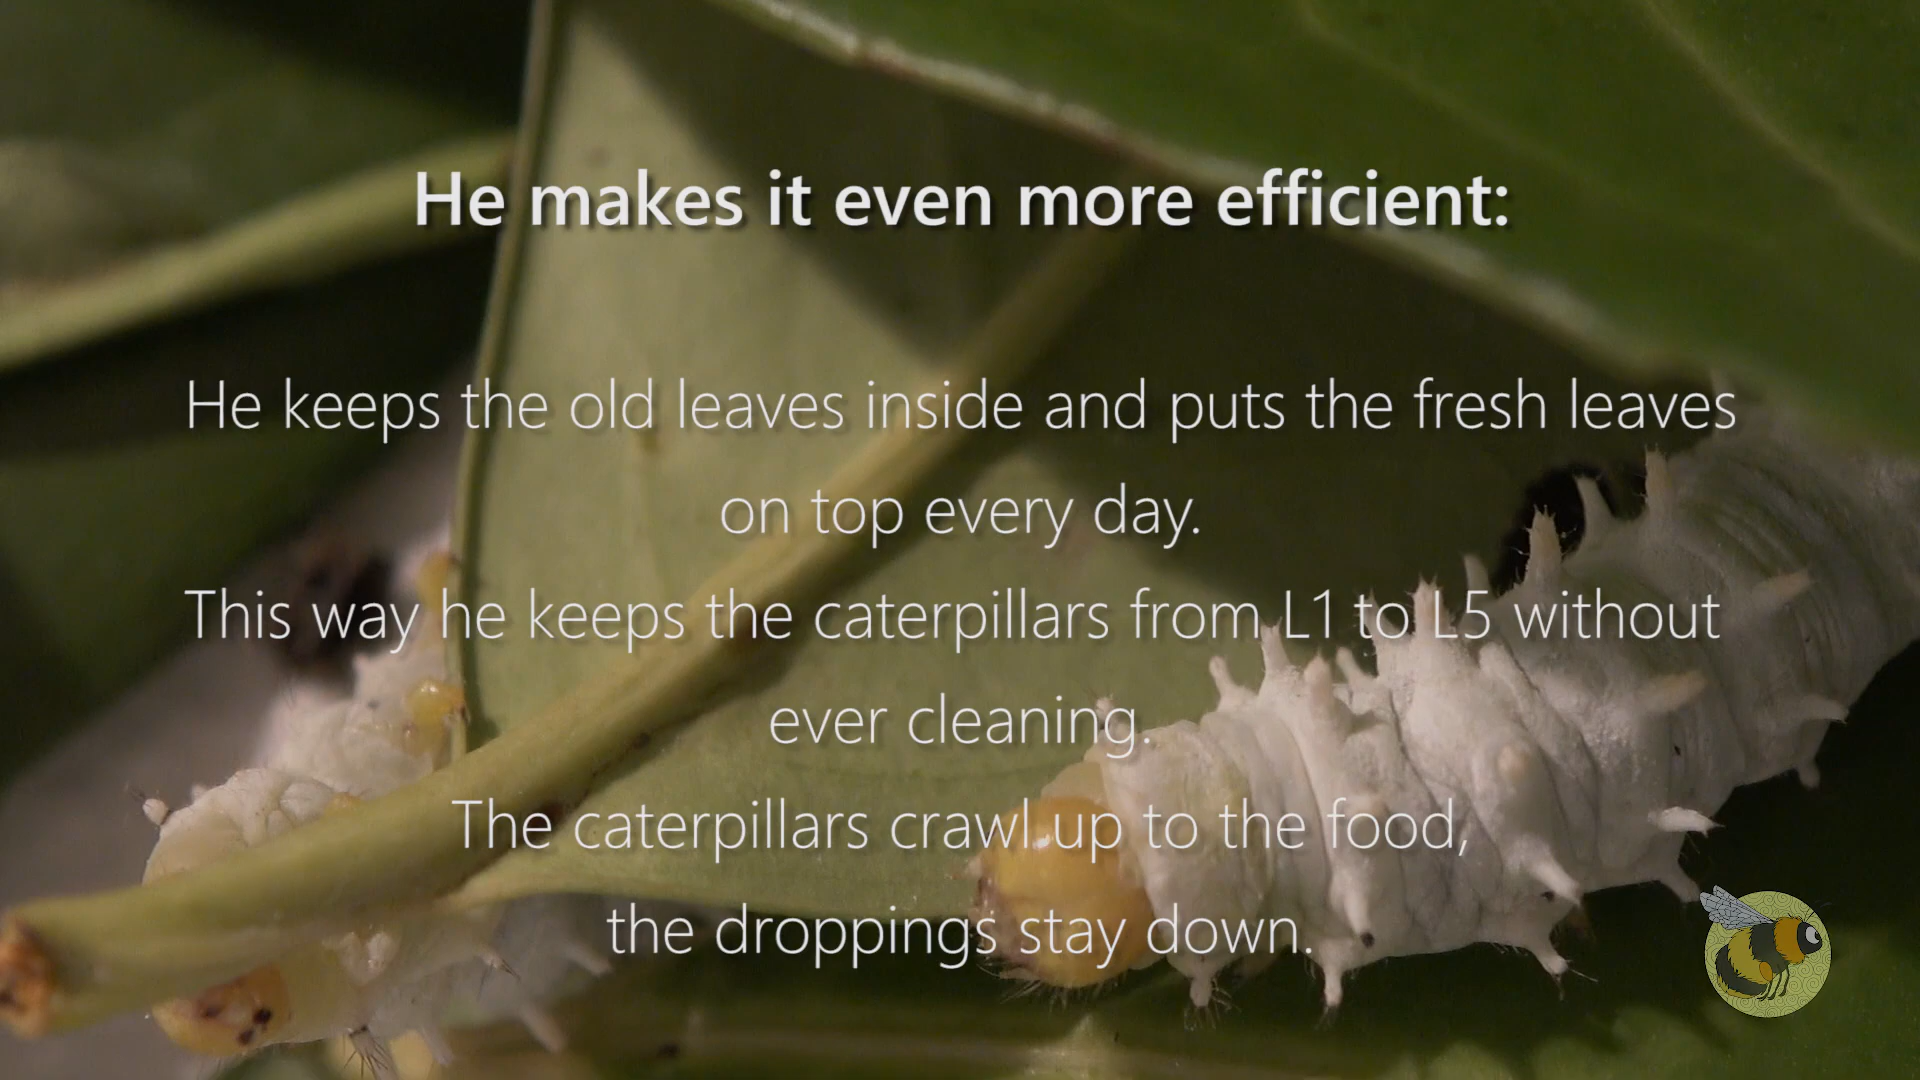 He makes it even more efficient:
He keeps the old leaves inside and puts the fresh leaves
on top every day.
This way he keeps the caterpillars from L1 to L5 without
ever cleaning.
The caterpillars crawl up to the food,
the droppings stay down.